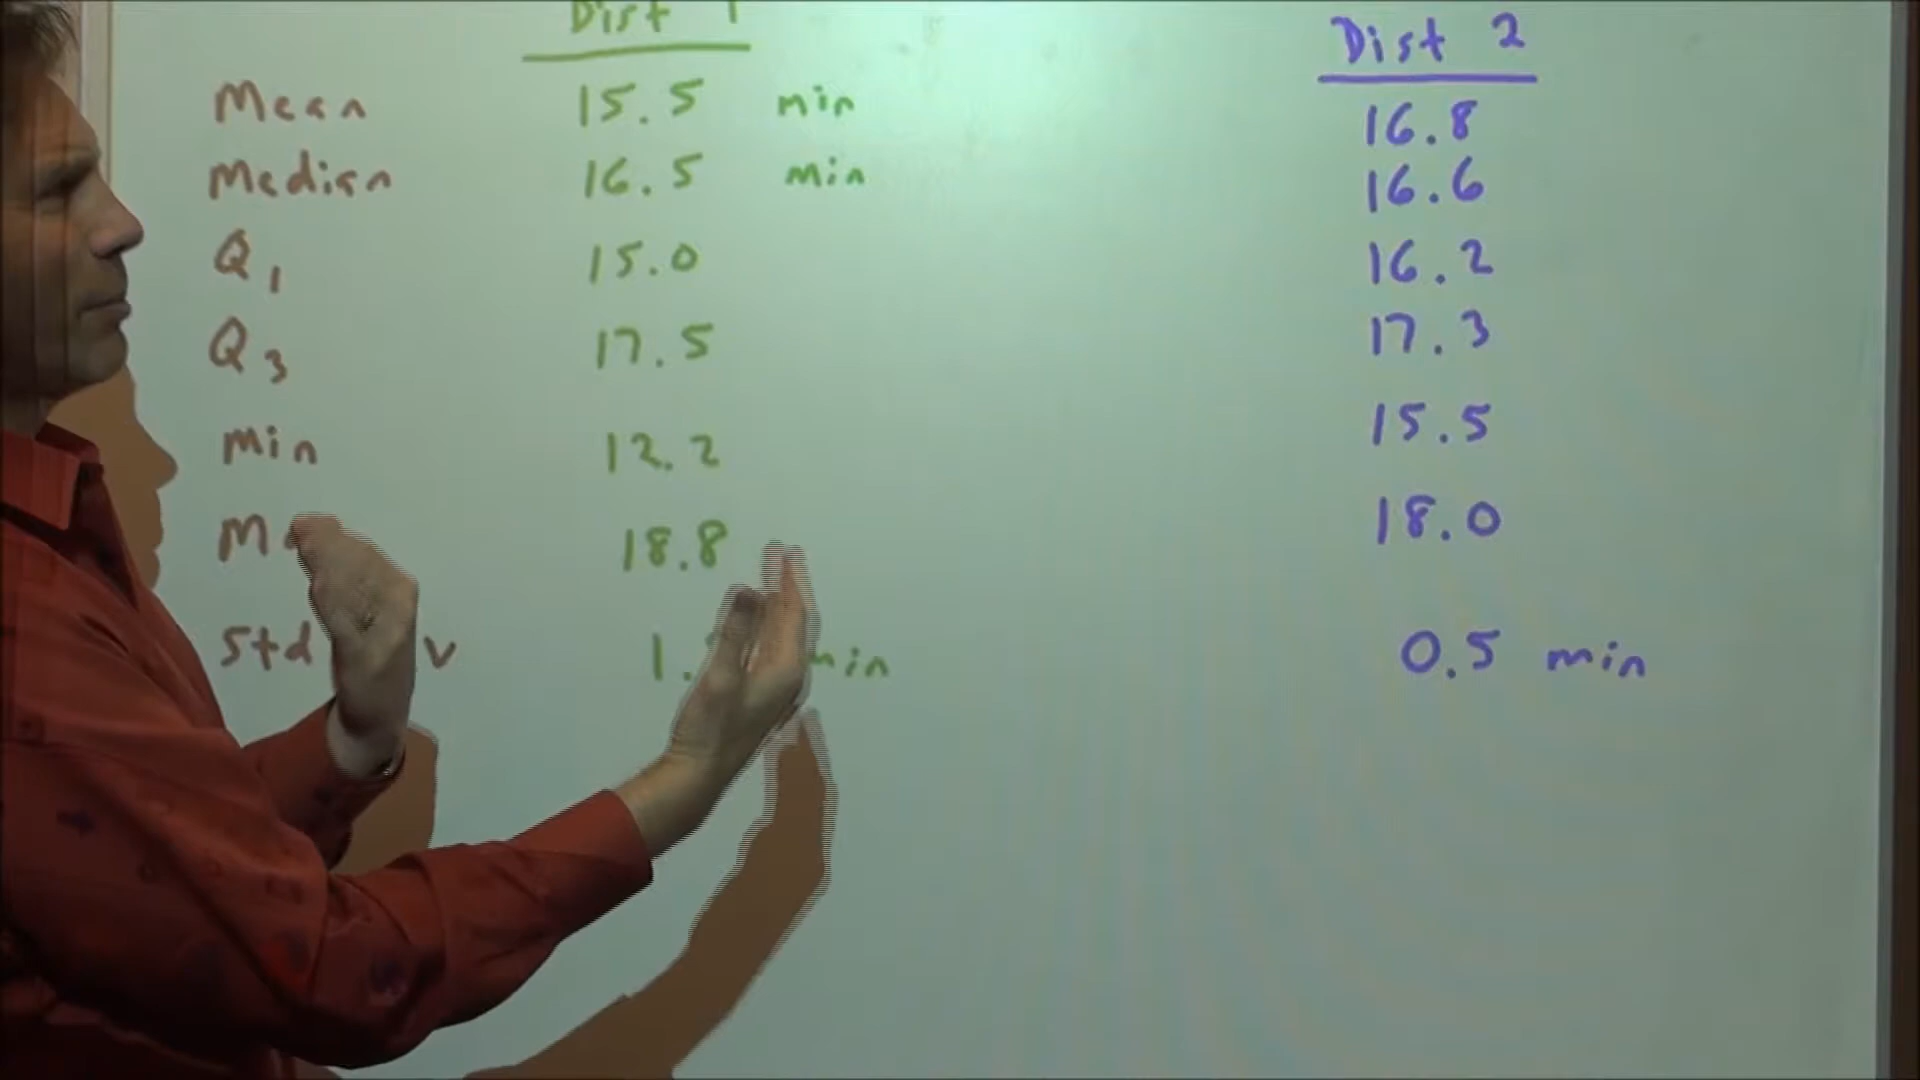 Dist 1 Dist 2
Mean 15.5 min 16.8
Median 16.5 min 16.6
Q1 15.0 16.2
Q3 17.5 17.3
Min 12.2 15.5
18.8 18.0
Std 0.5 min